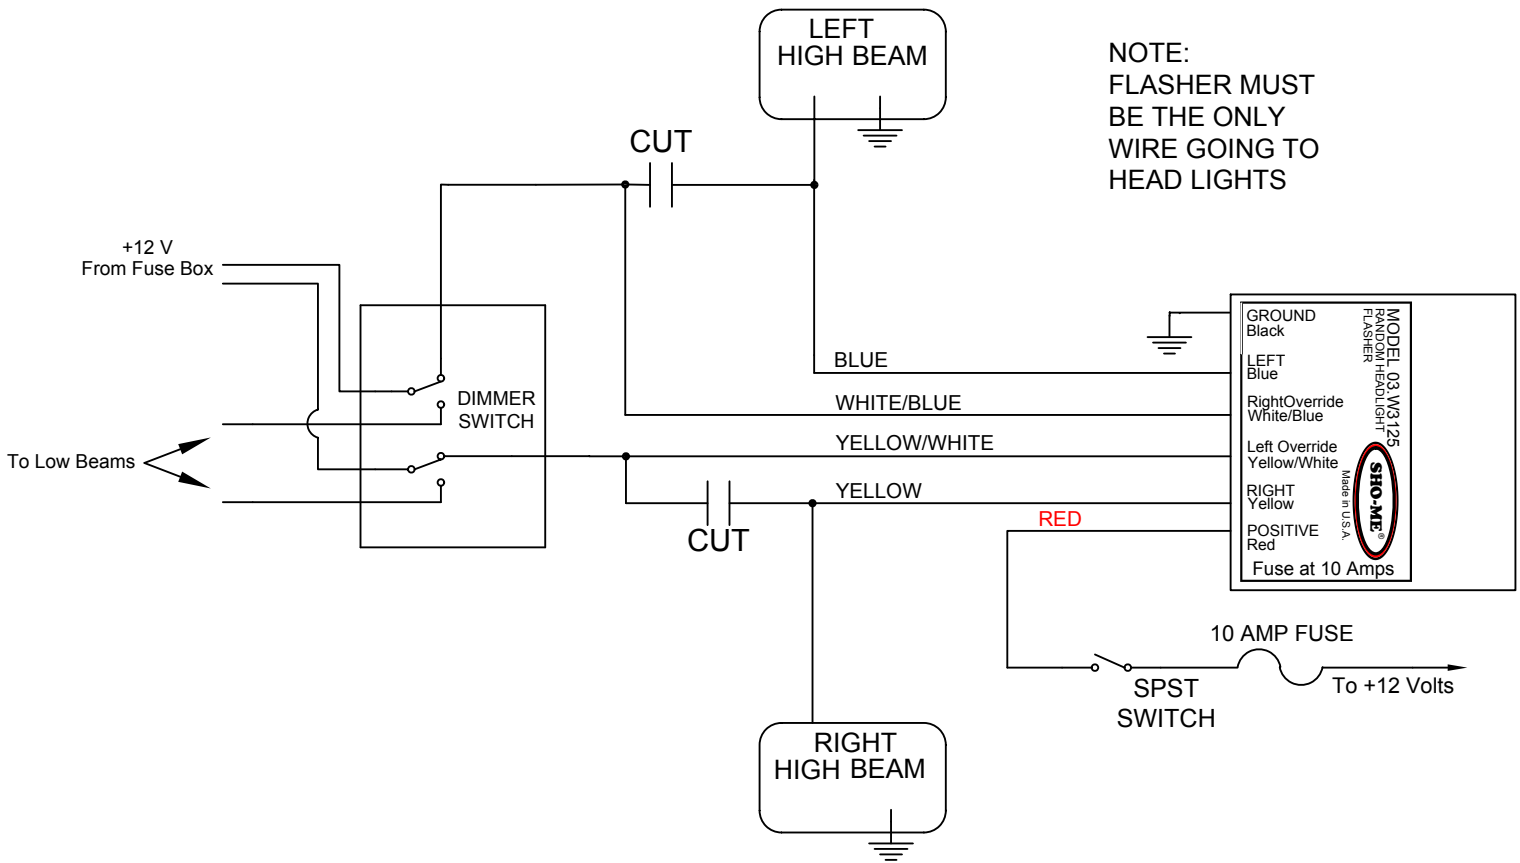 LEFT
HIGH BEAM
NOTE:
FLASHER MUST
BE THE ONLY
WIRE GOING TO
HEAD LIGHTS
CUT
+12 V
From Fuse Box
DIMMER
SWITCH
To Low Beams
BLUE
WHITE/BLUE
YELLOW/WHITE
YELLOW
CUT
RED
GROUND
Black
LEFT
Blue
RightOverride
White/Blue
Left Override
Yellow/White
RIGHT
Yellow
POSITIVE
Red
Fuse at 10 Amps
MODEL 03.W3125
RANDOM HEADLIGHT
FLASHER
SHO-ME®
Made in U.S.A.
10 AMP FUSE
SPST
SWITCH
To +12 Volts
RIGHT
HIGH BEAM